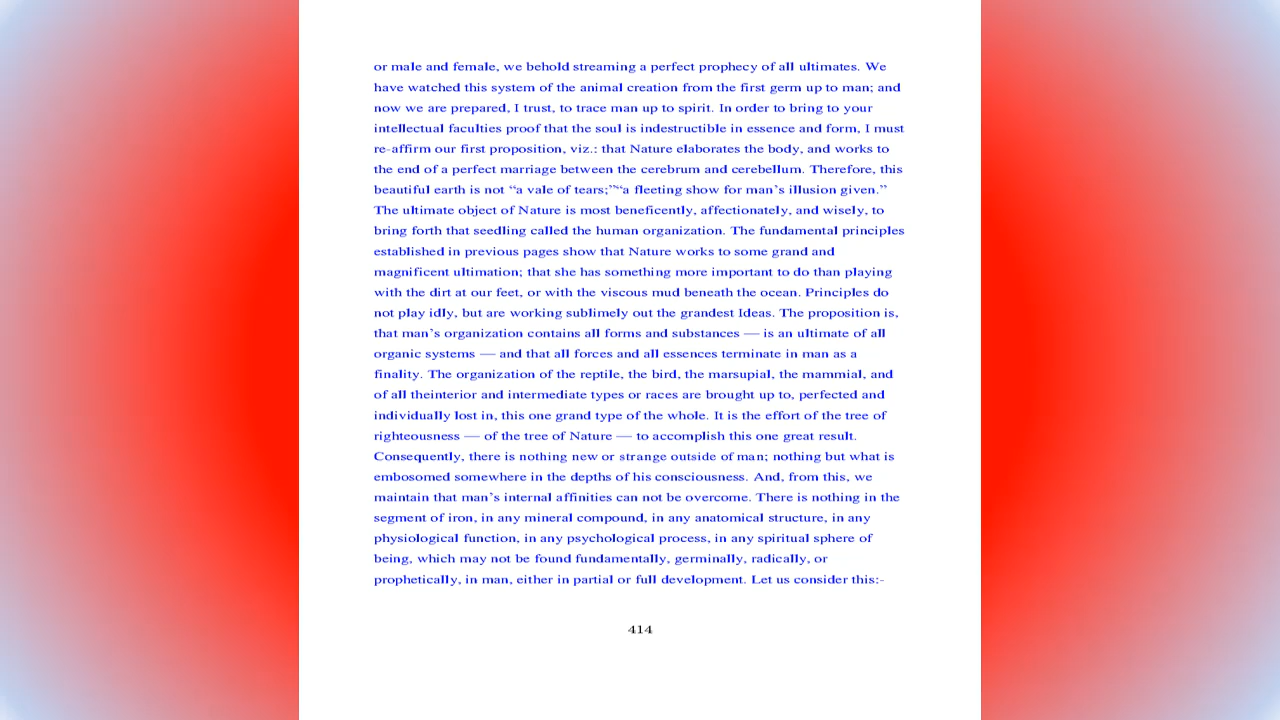 or male and female, we behold streaming a perfect prophecy of all ultimates. We
have watched this system of the animal creation from the first germ up to man; and
now we are prepared, I trust, to trace man up to spirit. In order to bring to your
intellectual faculties proof that the soul is indestructible in essence and form, I must
re-affirm our first proposition, viz.: that Nature elaborates the body, and works to
the end of a perfect marriage between the cerebrum and cerebellum. Therefore, this
beautiful earth is not “a vale of tears;”“a fleeting show for man’s illusion given.”
The ultimate object of Nature is most beneficently, affectionately, and wisely, to
bring forth that seedling called the human organization. The fundamental principles
established in previous pages show that Nature works to some grand and
magnificent ultimation; that she has something more important to do than playing
with the dirt at our feet, or with the viscous mud beneath the ocean. Principles do
not play idly, but are working sublimely out the grandest Ideas. The proposition is,
that man’s organization contains all forms and substances — is an ultimate of all
organic systems — and that all forces and all essences terminate in man as a
finality. The organization of the reptile, the bird, the marsupial, the mammial, and
of all theinterior and intermediate types or races are brought up to, perfected and
individually lost in, this one grand type of the whole. It is the effort of the tree of
righteousness — of the tree of Nature — to accomplish this one great result.
Consequently, there is nothing new or strange outside of man; nothing but what is
embosomed somewhere in the depths of his consciousness. And, from this, we
maintain that man’s internal affinities can not be overcome. There is nothing in the
segment of iron, in any mineral compound, in any anatomical structure, in any
physiological function, in any psychological process, in any spiritual sphere of
being, which may not be found fundamentally, germinally, radically, or
prophetically, in man, either in partial or full development. Let us consider this:-
414